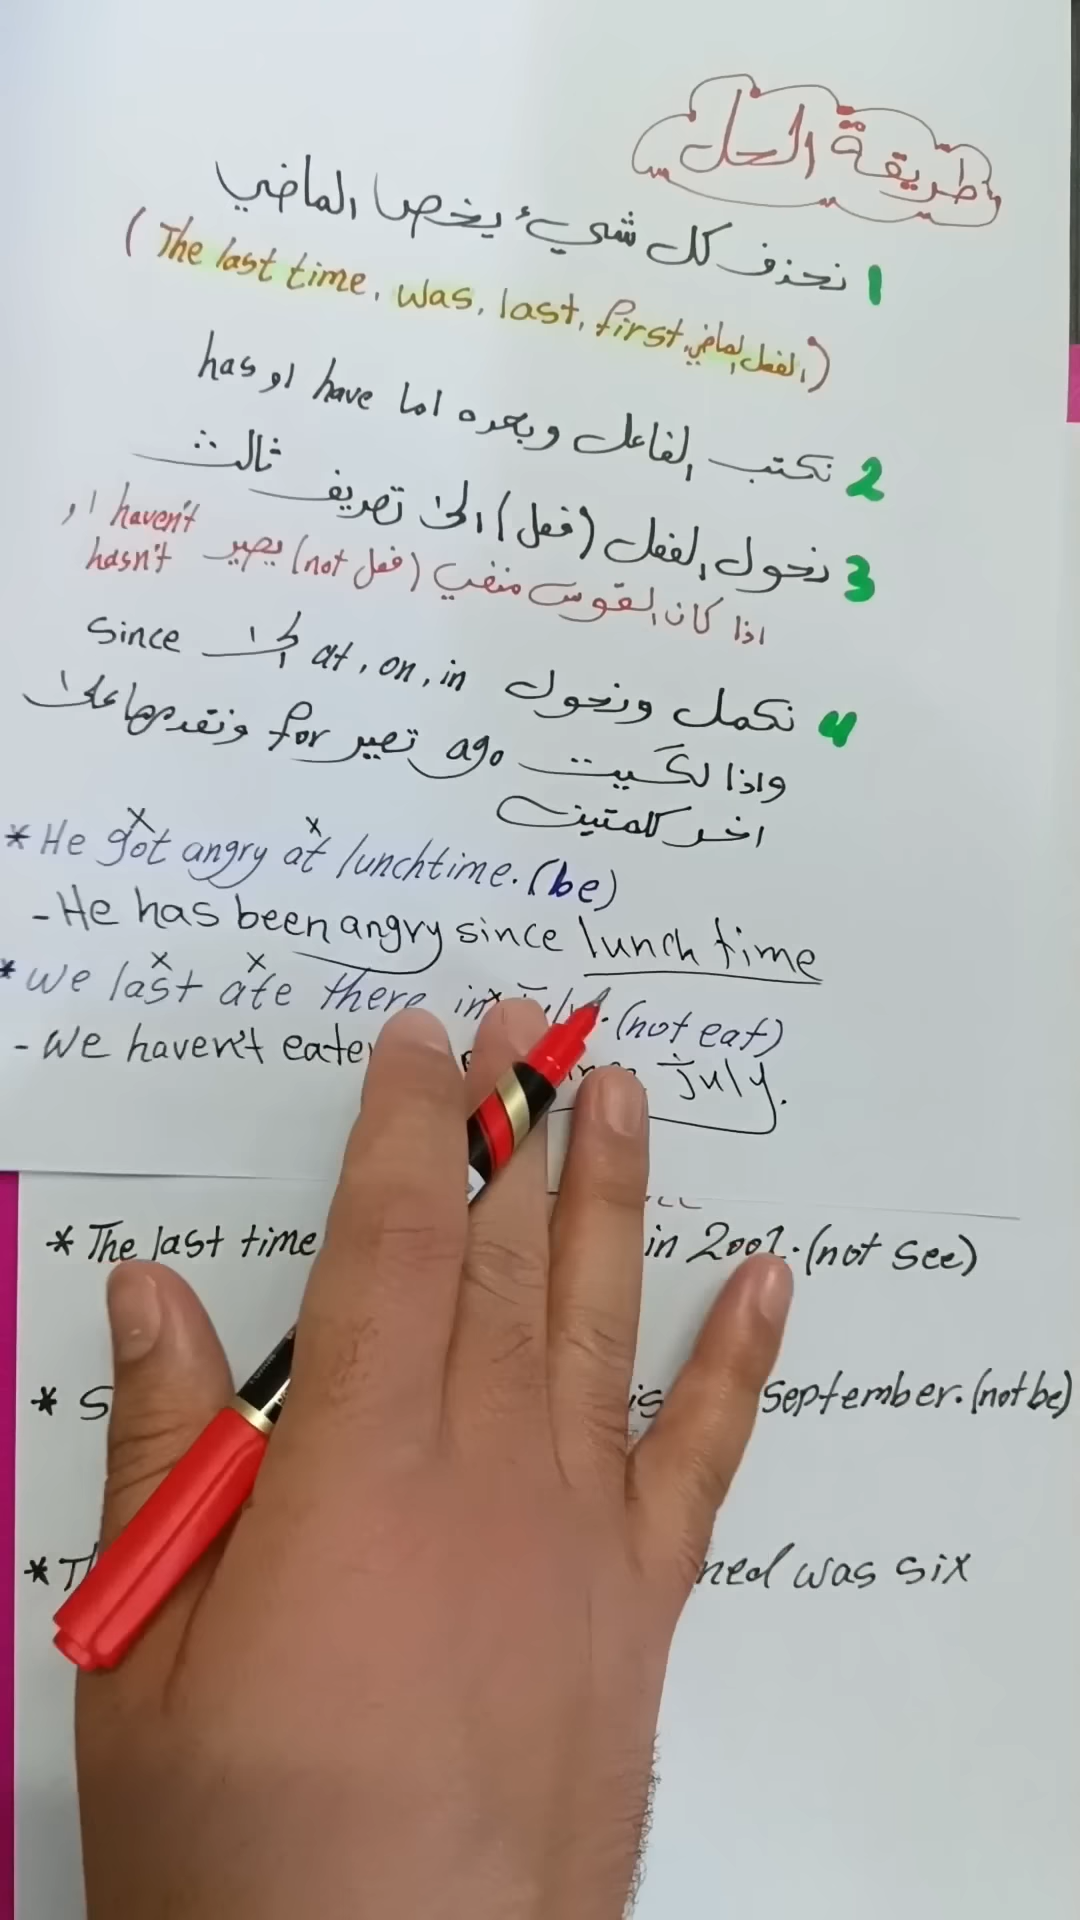 طريقة الحل
1 نحذف كل شيء يخص الماضي
(The last time, was, last, first, الفعل الماضي)
2 نكتب الفاعل وبعده اما have او has
3 نحول الفعل (فعل) الى تصريف ثالث
اذا كان القوس منفي (not فعل) يصير haven't او
hasn't
4 نكمل ونحول at, on, in الى since
واذا لكيت ago تصير for ونقدمها على
اخر كلمتين
* He got angry at lunchtime. (be)
- He has been angry since lunch time
* we last ate there in July. (not eat)
- we haven't since july.
* The last time in 2001. (not see)
* September. (not be)
* was six